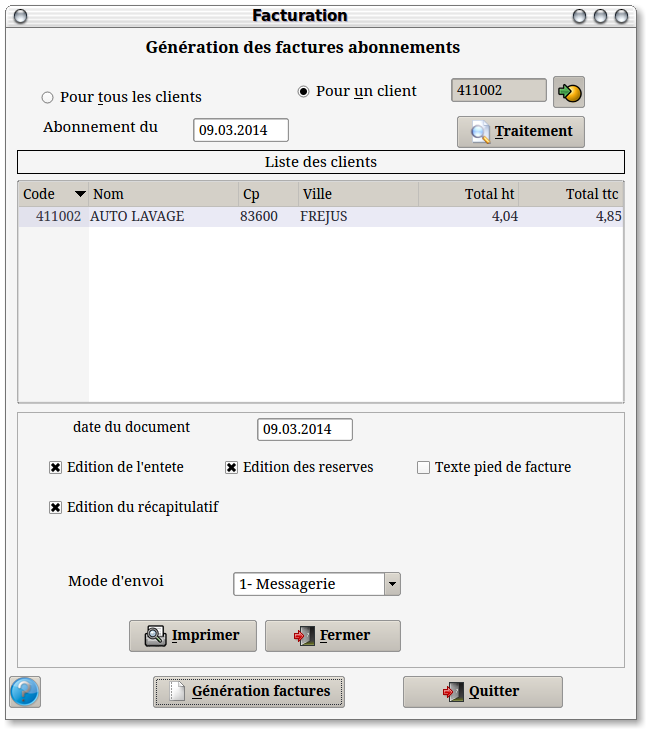 Facturation
Génération des factures abonnements
Pour tous les clients
Pour un client
411002
Abonnement du
09.03.2014
Traitement
Liste des clients
Code Nom Cp Ville Total ht Total ttc
411002 AUTO LAVAGE 83600 FREJUS 4,04 4,85
date du document
09.03.2014
Edition de l'entete
Edition des reserves
Texte pied de facture
Edition du récapitulatif
Mode d'envoi
1- Messagerie
Imprimer
Fermer
Génération factures
Quitter